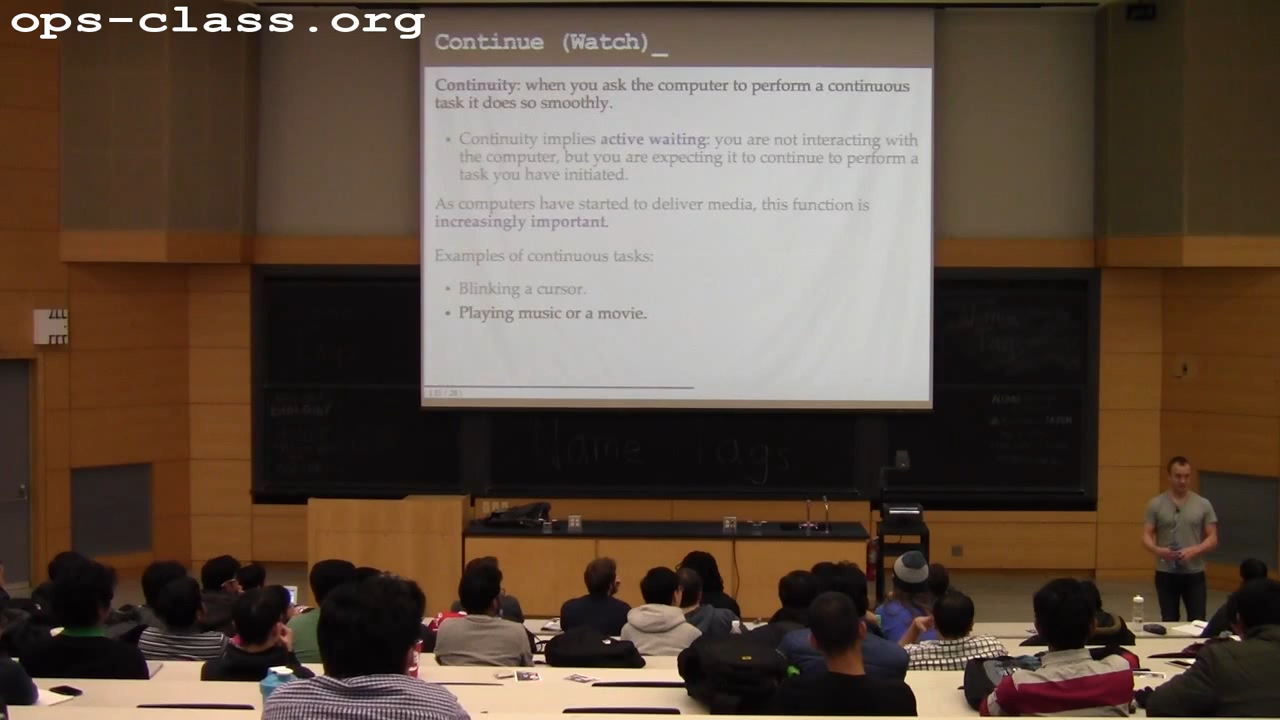 ops-class.org
Continue (Watch)_
Continuity: when you ask the computer to perform a continuous
task it does so smoothly.
• Continuity implies active waiting: you are not interacting with
the computer, but you are expecting it to continue to perform a
task you have initiated.
As computers have started to deliver media, this function is
increasingly important.
Examples of continuous tasks:
• Blinking a cursor.
• Playing music or a movie.
Name Tags